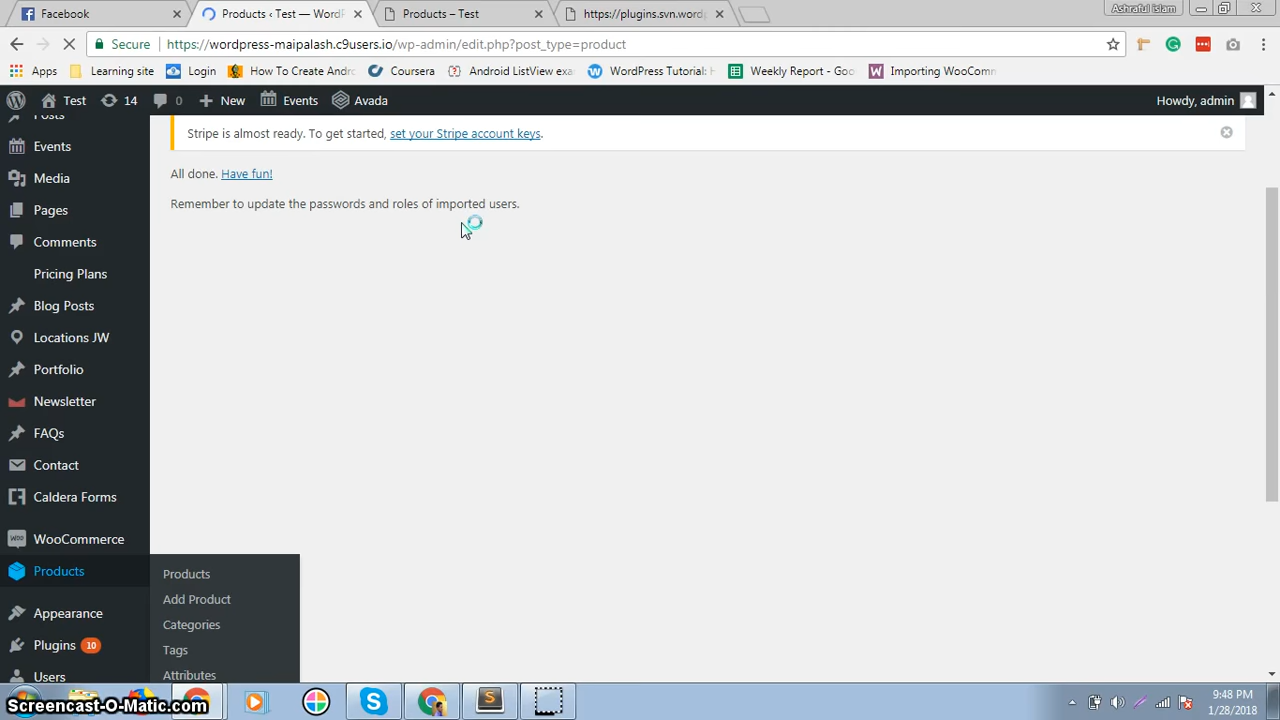 Facebook
Products ‹ Test — WordPr
Products – Test
https://plugins.svn.wordp
Ashraful islam
Secure
https://wordpress-maipalash.c9users.io/wp-admin/edit.php?post_type=product
Apps
Learning site
Login
How To Create Andro
Coursera
Android ListView exa
WordPress Tutorial: H
Weekly Report - Goo
Importing WooComm
Test
14
0
New
Events
Avada
Howdy, admin
Posts
Stripe is almost ready. To get started, set your Stripe account keys.
Events
All done. Have fun!
Media
Remember to update the passwords and roles of imported users.
Pages
Comments
Pricing Plans
Blog Posts
Locations JW
Portfolio
Newsletter
FAQs
Contact
Caldera Forms
WooCommerce
Products
Products
Add Product
Categories
Appearance
Tags
Plugins 10
Attributes
Users
Screencast-O-Matic.com
9:48 PM
1/28/2018